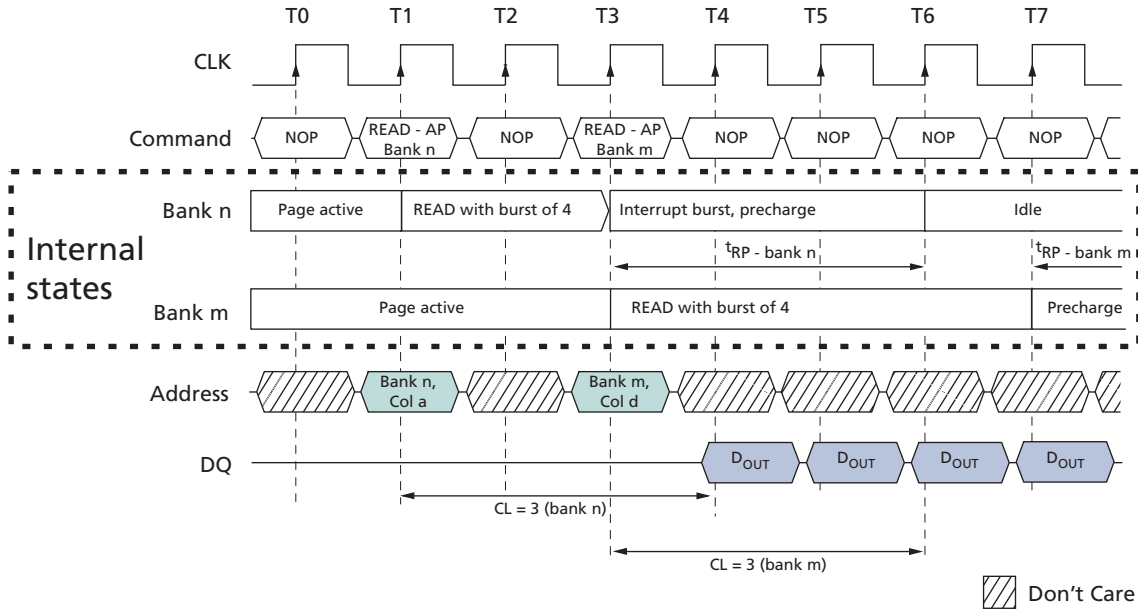 T0 T1 T2 T3 T4 T5 T6 T7
CLK
Command NOP READ - AP Bank n NOP READ - AP Bank m NOP NOP NOP NOP
Bank n Page active READ with burst of 4 Interrupt burst, precharge Idle
Internal states
tRP - bank n tRP - bank m
Bank m Page active READ with burst of 4 Precharge
Address Bank n, Col a Bank m, Col d
DQ DOUT DOUT DOUT DOUT
CL = 3 (bank n)
CL = 3 (bank m)
Don't Care